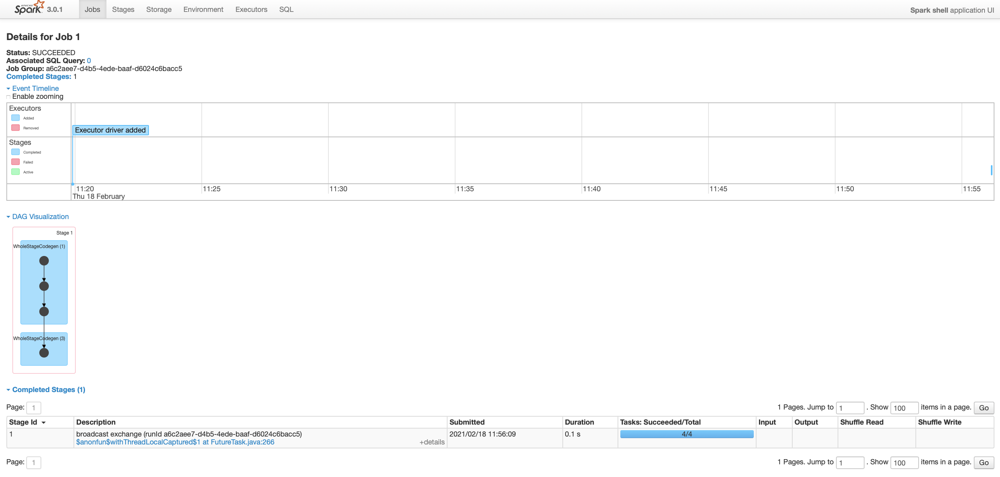 APACHE
Spark 3.0.1 Jobs Stages Storage Environment Executors SQL Spark shell application UI
Details for Job 1
Status: SUCCEEDED
Associated SQL Query: 0
Job Group: a6c2aee7-d4b5-4ede-baaf-d6024c6bacc5
Completed Stages: 1
Event Timeline
Enable zooming
Executors
Added
Removed
Executor driver added
Stages
Completed
Failed
Active
11:20 11:25 11:30 11:35 11:40 11:45 11:50 11:55
Thu 18 February
DAG Visualization
Stage 1
WholeStageCodegen (1)
WholeStageCodegen (3)
Completed Stages (1)
Page: 1 1 Pages. Jump to 1 . Show 100 items in a page. Go
Stage Id Description Submitted Duration Tasks: Succeeded/Total Input Output Shuffle Read Shuffle Write
1 broadcast exchange (runId a6c2aee7-d4b5-4ede-baaf-d6024c6bacc5) 2021/02/18 11:56:09 0.1 s 4/4
$anonfun$withThreadLocalCaptured$1 at FutureTask.java:266 +details
Page: 1 1 Pages. Jump to 1 . Show 100 items in a page. Go